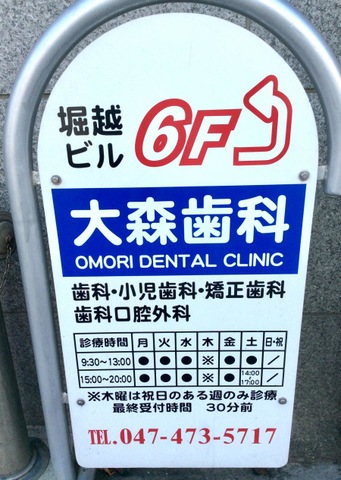 堀越
ビル
6F
大森歯科
OMORI DENTAL CLINIC
歯科・小児歯科・矯正歯科
歯科口腔外科
診療時間 月 火 水 木 金 土 日・祝
9:30～13:00 ● ● ● ※ ● ● ／
15:00～20:00 ● ● ● ※ ● 14:00～17:00 ／
※木曜は祝日のある週のみ診療
最終受付時間 30分前
TEL.047-473-5717